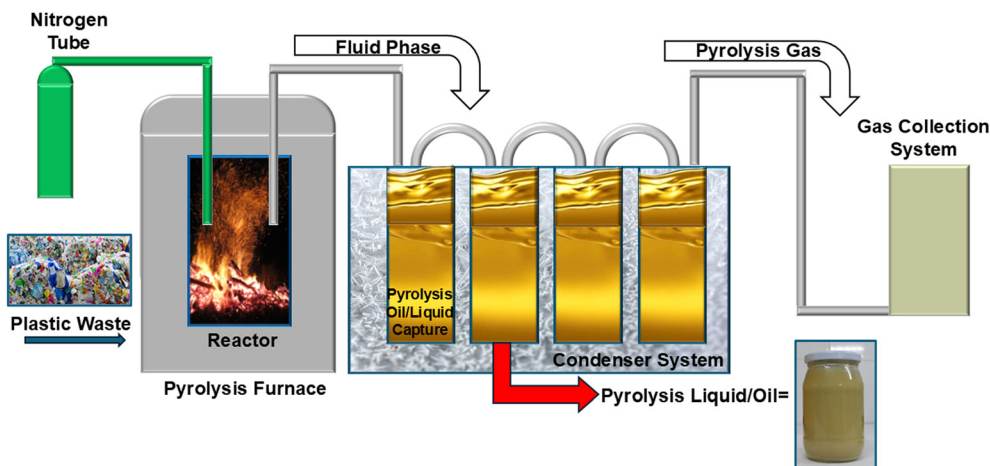 Nitrogen
Tube
Fluid Phase
Pyrolysis Gas
Gas Collection
System
Plastic Waste
Reactor
Pyrolysis Furnace
Pyrolysis
Oil/Liquid
Capture
Condenser System
Pyrolysis Liquid/Oil=